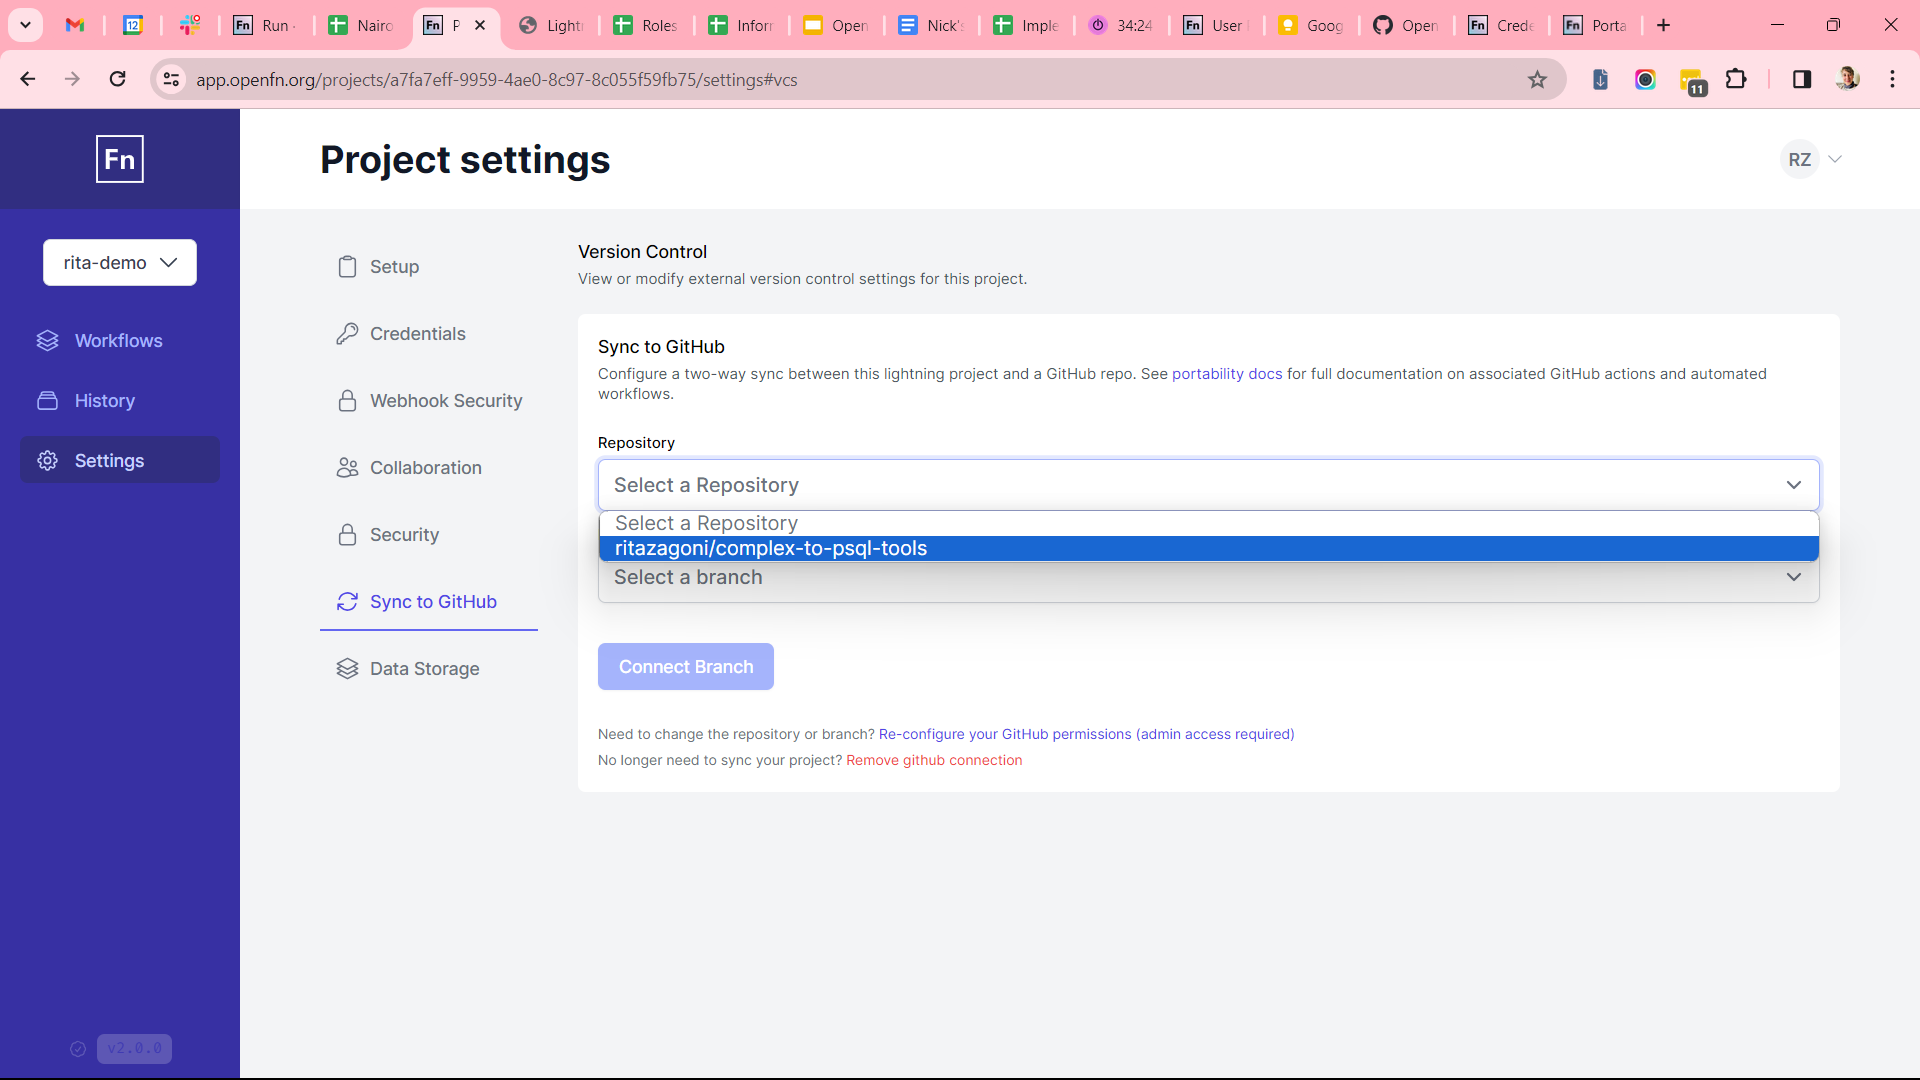 Run
Nairo
P
Light
Roles
Inforr
Open
Nick's
Imple
34:24
User
Goog
Open
Crede
Porta
app.openfn.org/projects/a7fa7eff-9959-4ae0-8c97-8c055f59fb75/settings#vcs
11
Fn
Project settings
RZ
rita-demo
Workflows
History
Settings
Setup
Credentials
Webhook Security
Collaboration
Security
Sync to GitHub
Data Storage
Version Control
View or modify external version control settings for this project.
Sync to GitHub
Configure a two-way sync between this lightning project and a GitHub repo. See portability docs for full documentation on associated GitHub actions and automated
workflows.
Repository
Select a Repository
Select a Repository
ritazagoni/complex-to-psql-tools
Select a branch
Connect Branch
Need to change the repository or branch? Re-configure your GitHub permissions (admin access required)
No longer need to sync your project? Remove github connection
v2.0.0